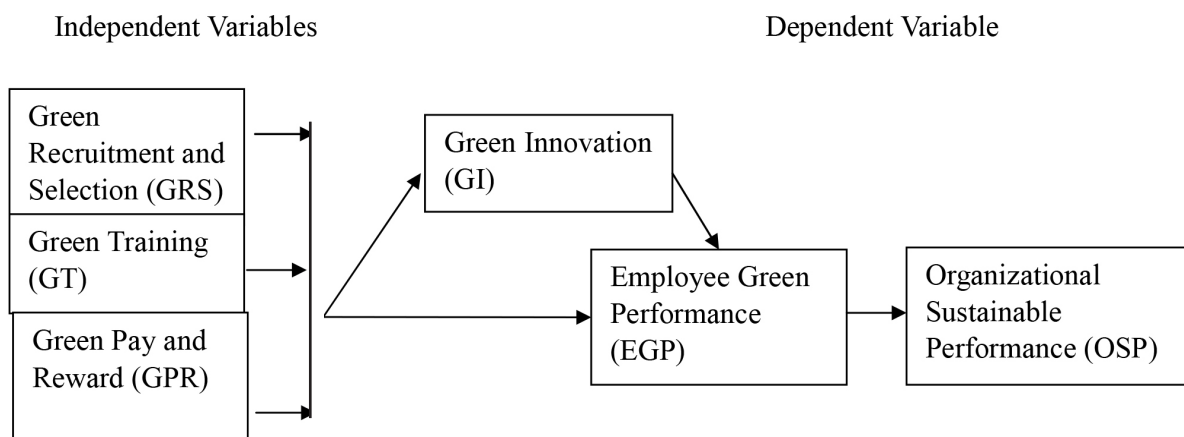 Independent Variables
Dependent Variable
Green
Recruitment and
Selection (GRS)
Green Training
(GT)
Green Pay and
Reward (GPR)
Green Innovation
(GI)
Employee Green
Performance
(EGP)
Organizational
Sustainable
Performance (OSP)